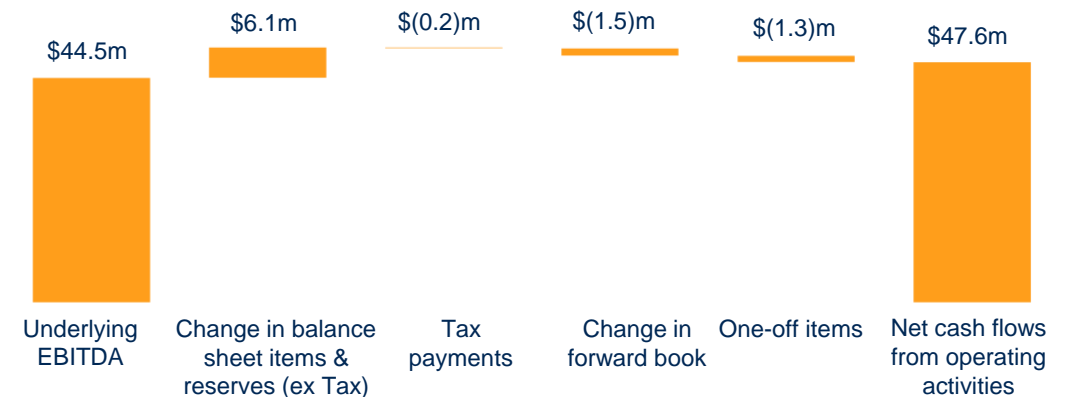 $44.5m
$6.1m
$(0.2)m
$(1.5)m
$(1.3)m
$47.6m
Underlying
EBITDA
Change in balance
sheet items &
reserves (ex Tax)
Tax
payments
Change in
forward book
One-off items
Net cash flows
from operating
activities